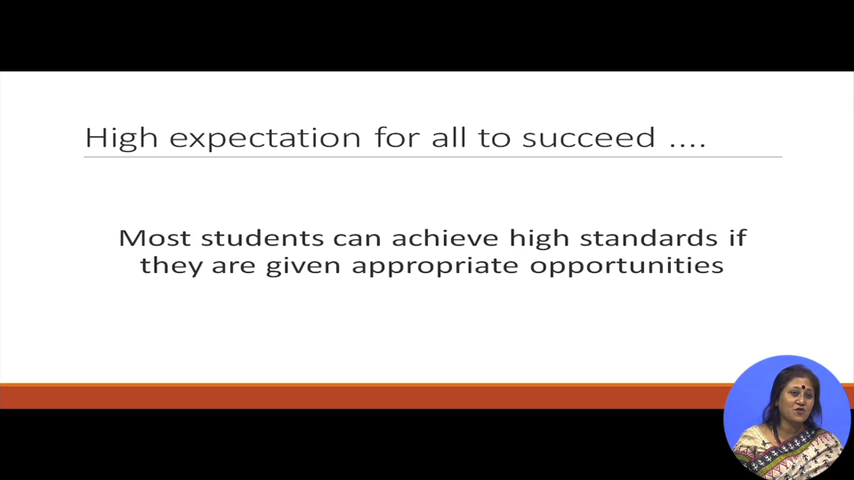 High expectation for all to succeed ....
Most students can achieve high standards if
they are given appropriate opportunities